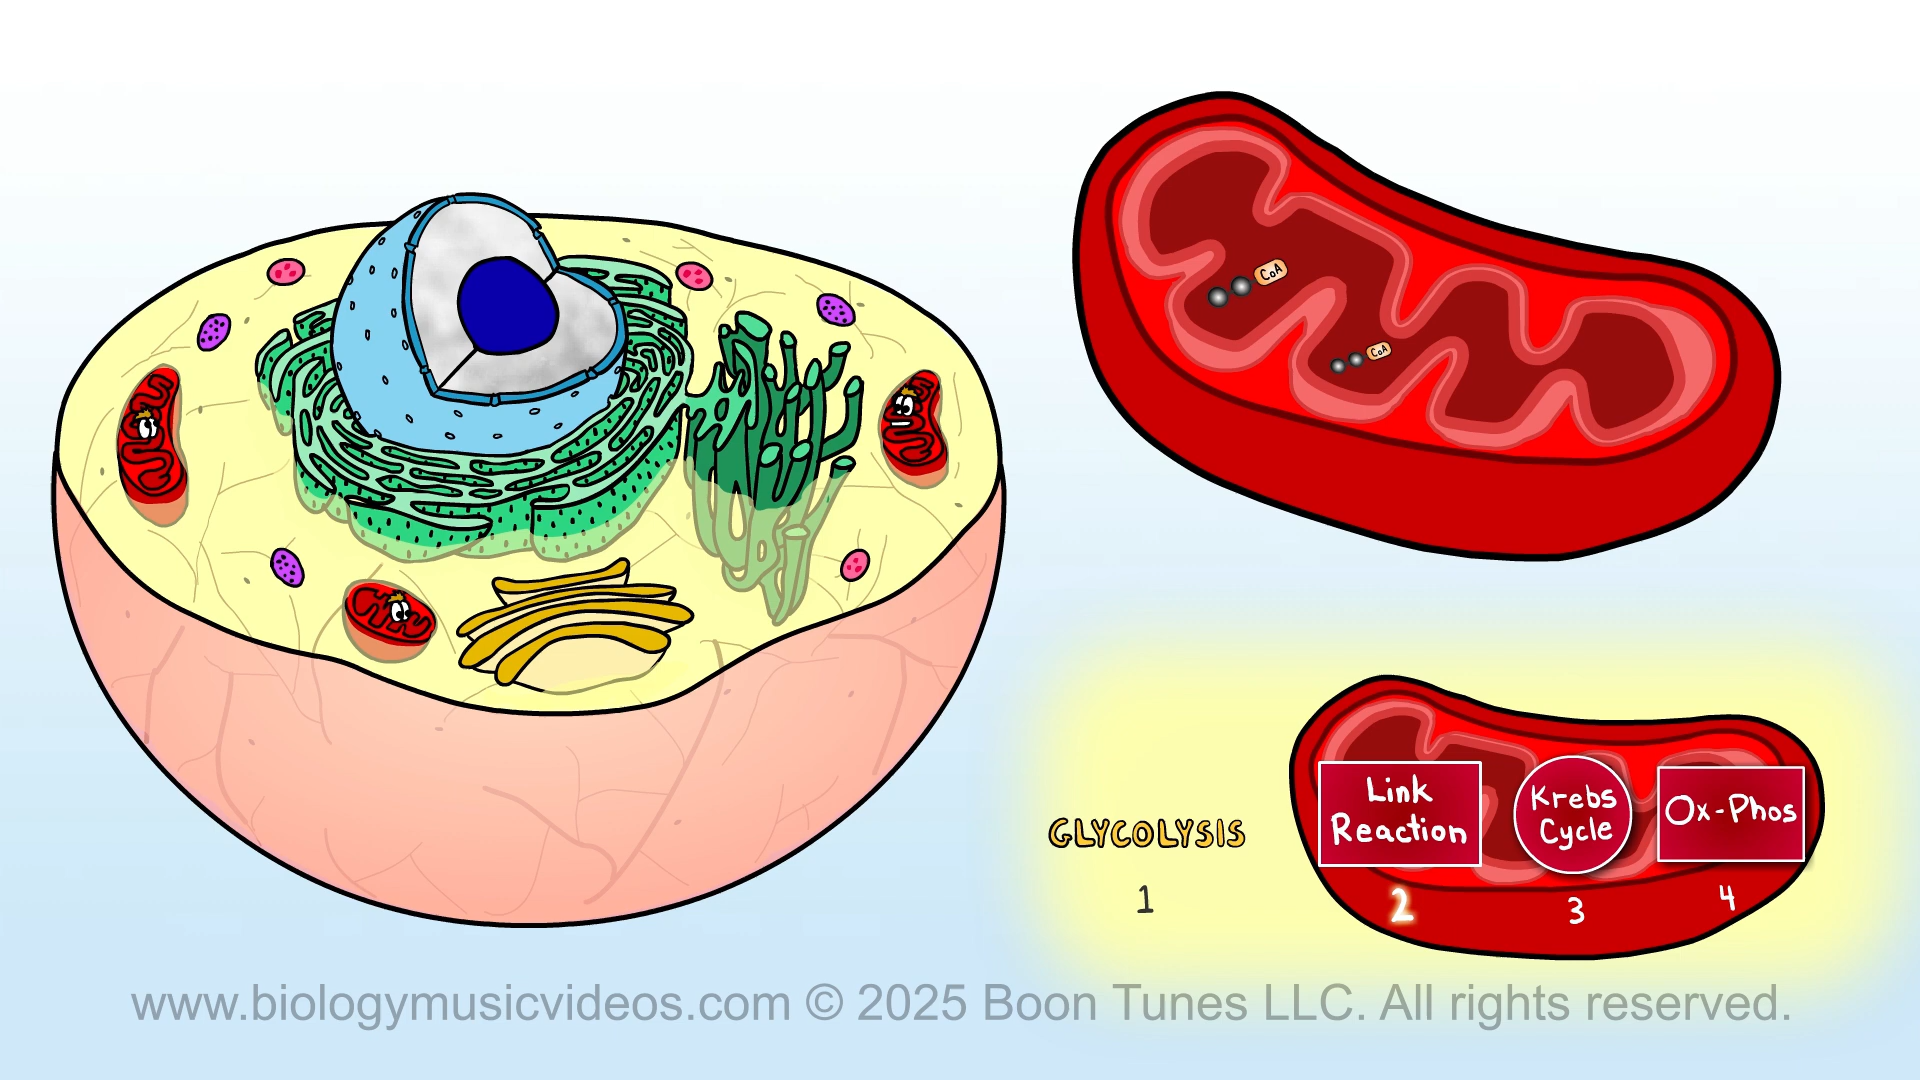 CoA
CoA
Link
Reaction
Krebs
Cycle
Ox-Phos
GLYCOLYSIS
1
2
3
4
www.biologymusicvideos.com © 2025 Boon Tunes LLC. All rights reserved.